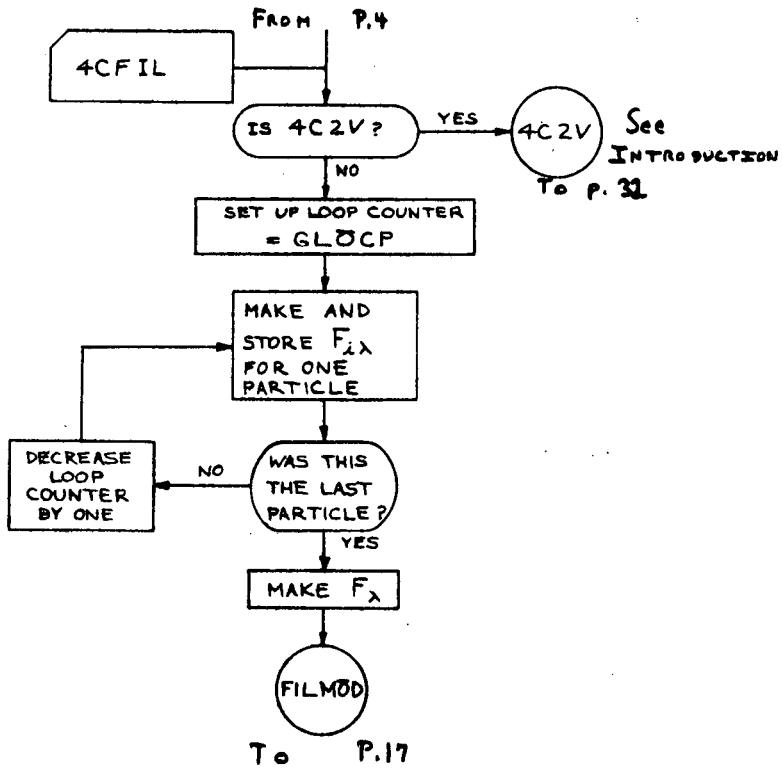 FROM P.4
4CFIL
IS 4C2V?
YES
4C2V
See
INTRODUCTION
To p. 32
NO
SET UP LOOP COUNTER
= GLŌCP
MAKE AND
STORE Fiλ
FOR ONE
PARTICLE
DECREASE
LOOP
COUNTER
BY ONE
NO
WAS THIS
THE LAST
PARTICLE?
YES
MAKE Fλ
FILMŌD
To P.17